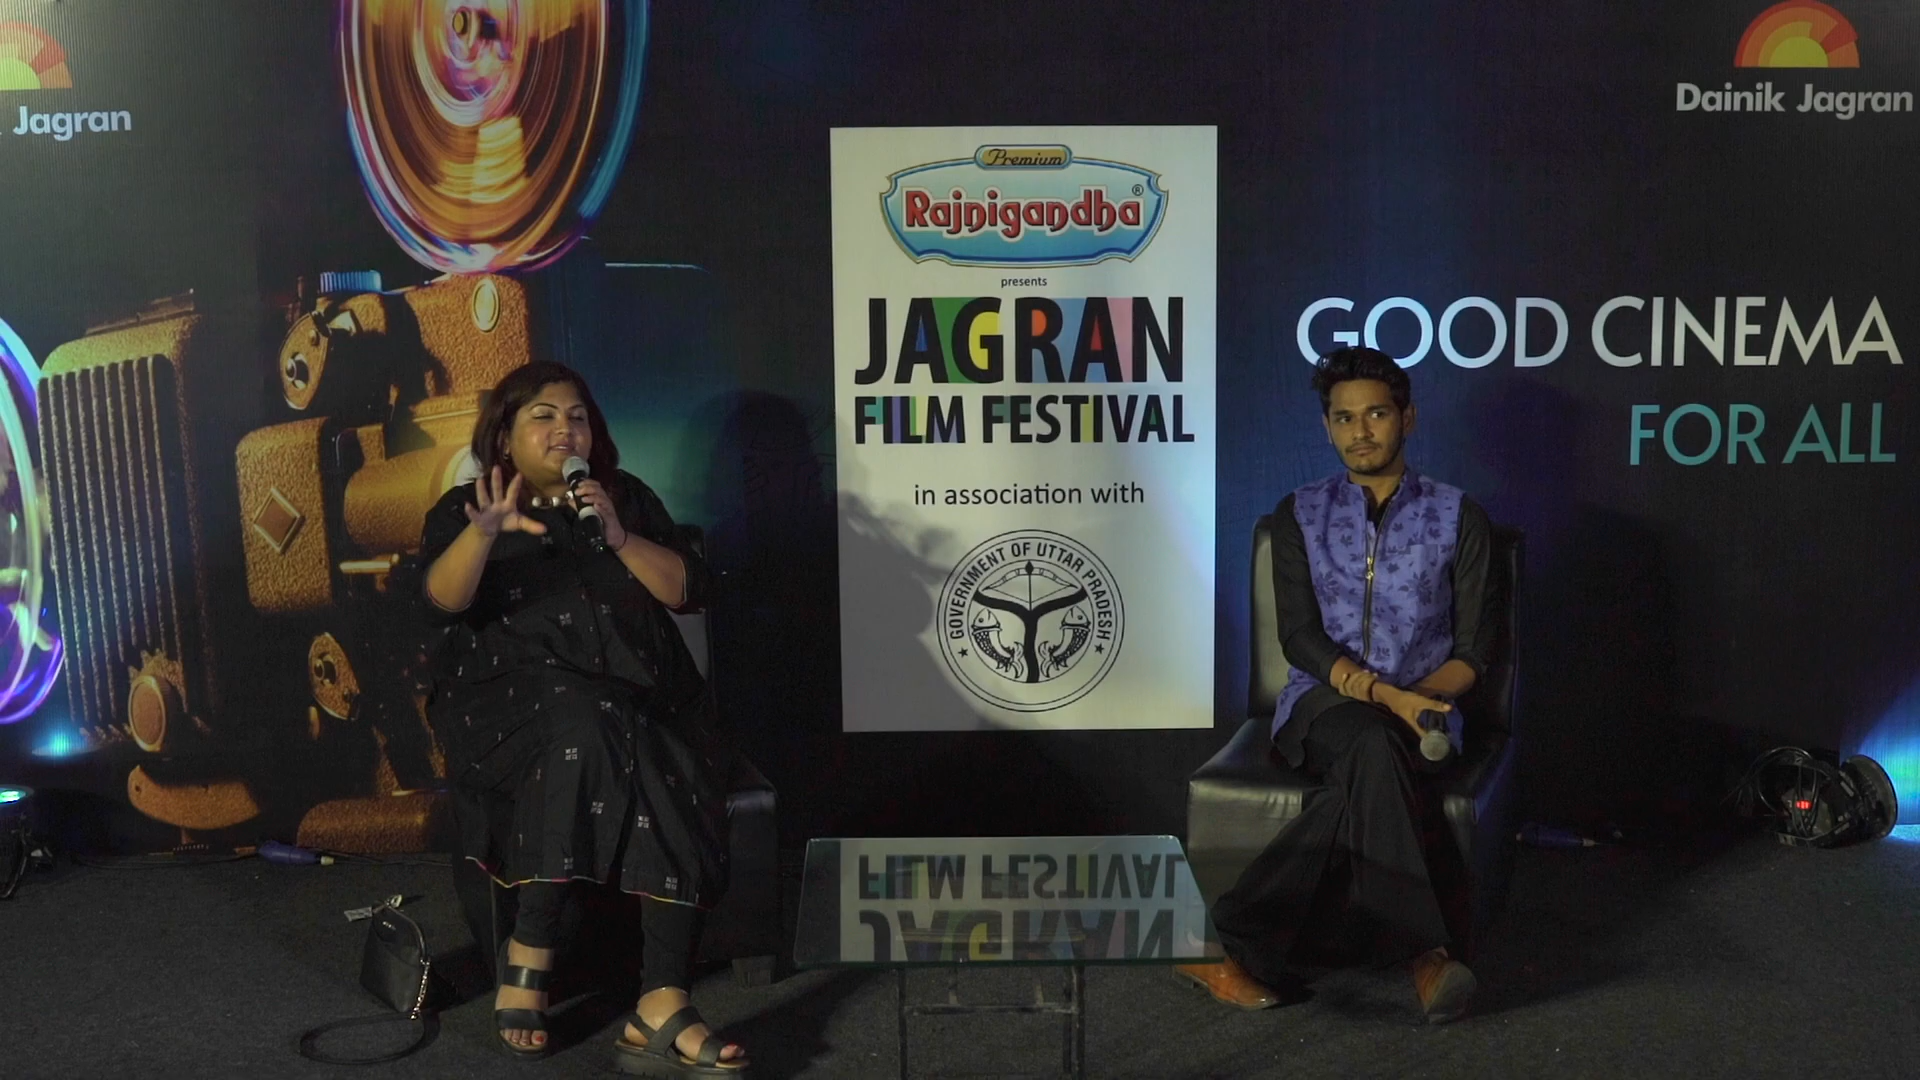 Jagran
Dainik Jagran
Premium
Rajnigandha®
presents
JAGRAN
FILM FESTIVAL
in association with
GOVERNMENT OF UTTAR PRADESH
GOOD CINEMA
FOR ALL
FILM FESTIVAL
JAGRAN